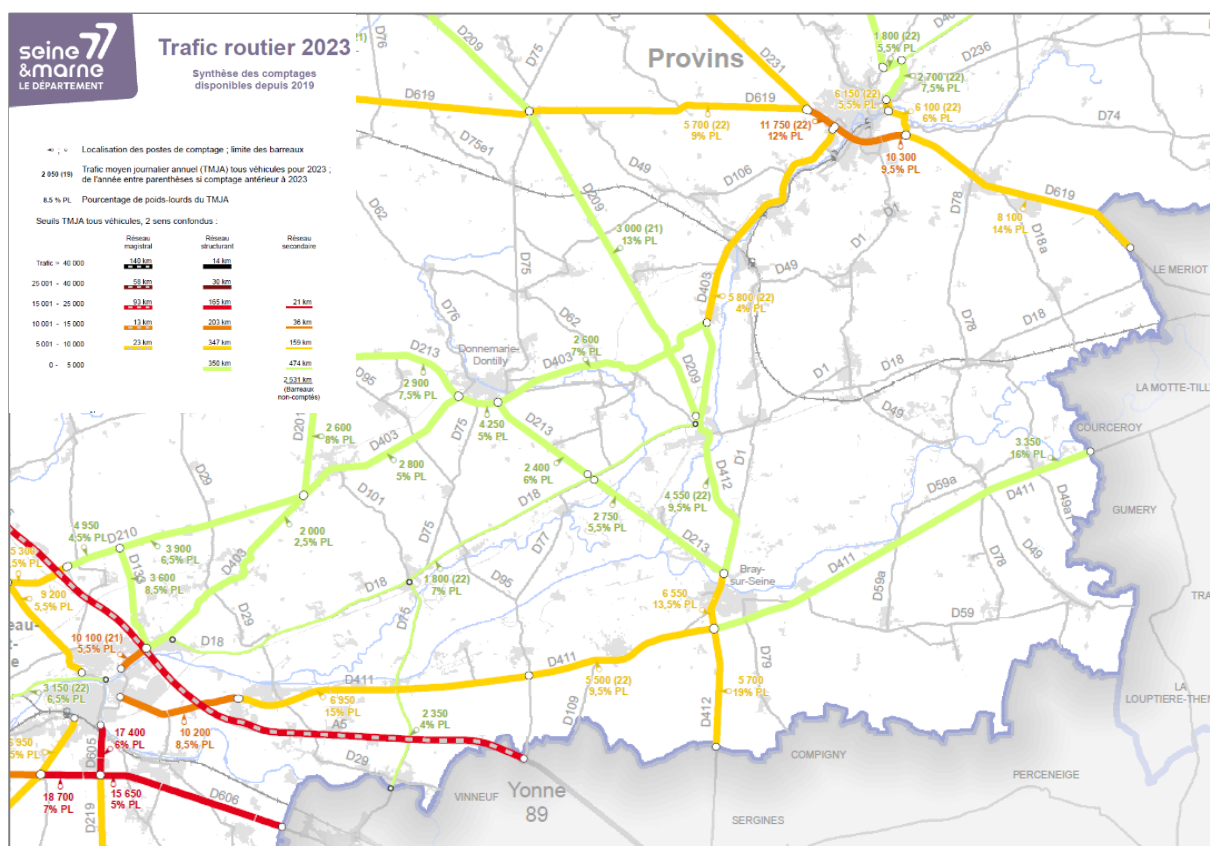 seine 77
&marne
LE DÉPARTEMENT
Trafic routier 2023
Synthèse des comptages
disponibles depuis 2019
Localisation des postes de comptage ; limite des barreaux
2 050 (19)
Trafic moyen journalier annuel (TMJA) tous véhicules pour 2023 ;
de l'année entre parenthèses si comptage antérieur à 2023
8.5 % PL
Pourcentage de poids-lourds du TMJA
Seuils TMJA tous véhicules, 2 sens confondus :
Réseau
magistral
Réseau
structurant
Réseau
secondaire
Trafic > 40 000
140 km
14 km
25 001 - 40 000
58 km
30 km
15 001 - 25 000
93 km
165 km
21 km
10 001 - 15 000
13 km
203 km
36 km
5 001 - 10 000
23 km
347 km
159 km
0 - 5 000
350 km
474 km
2 531 km
(Barreaux
non-comptés)
D76
D209
D75
D231
Provins
1 800 (22)
5,5% PL
D236
2 700 (22)
7,5% PL
D619
5 700 (22)
9% PL
D619
6 150 (22)
5,5% PL
6 100 (22)
6% PL
11 750 (22)
12% PL
D74
D75e1
10 300
9,5% PL
D49
D106
D62
D209
D1
D78
D619
8 100
14% PL
D18a
3 000 (21)
13% PL
D1
D75
D49
LE MERIOT
D403
5 800 (22)
4% PL
D76
D62
D78
D18
2 600
7% PL
Donnemarie-
Dontilly
D403
D213
D95
2 900
7,5% PL
D209
D1
D18
LA MOTTE-TILL
D49
COURCEROY
4 250
5% PL
D213
D201
2 600
8% PL
D403
D75
2 800
5% PL
D1
3 350
16% PL
D29
2 400
6% PL
D412
D59a
D411
D49a1
D101
D18
4 550 (22)
9,5% PL
GUMERY
4 950
4,5% PL
D210
2 000
2,5% PL
2 750
5,5% PL
D75
D77
D213
D49
3 900
6,5% PL
D403
D411
D78
5 300
3 600
8,5% PL
D18
1 800 (22)
7% PL
D95
Bray-
sur-Seine
D59a
9 200
5,5% PL
D29
D75
6 550
13,5% PL
D59
10 100 (21)
5,5% PL
D18
D411
D79
3 150 (22)
6,5% PL
D411
5 500 (22)
9,5% PL
5 700
19% PL
LA
LOUPTIERE-THEN
6 950
15% PL
D109
D412
A5
2 350
4% PL
10 200
8,5% PL
17 400
6% PL
D605
D29
COMPIGNY
PERCENEIGE
18 700
7% PL
15 650
5% PL
D606
VINNEUF
Yonne
89
D219
SERGINES